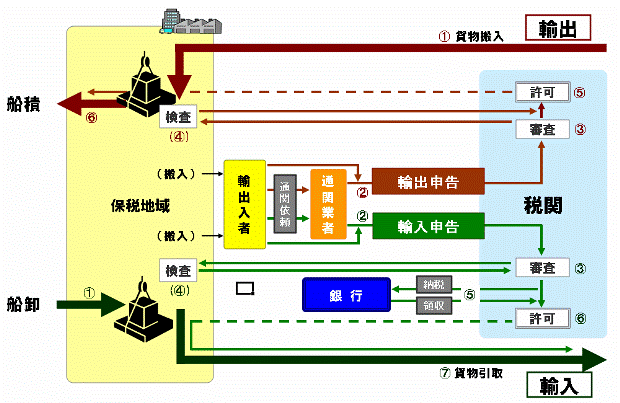 ① 貨物搬入
輸出
船積
⑥
検査
(④)
許可
⑤
審査
③
(搬入)
保税地域
(搬入)
輸出入者
通関依頼
通関業者
②
輸出申告
②
輸入申告
税関
検査
(④)
審査
③
船卸
①
銀行
納税
領収
⑤
許可
⑥
⑦ 貨物引取
輸入